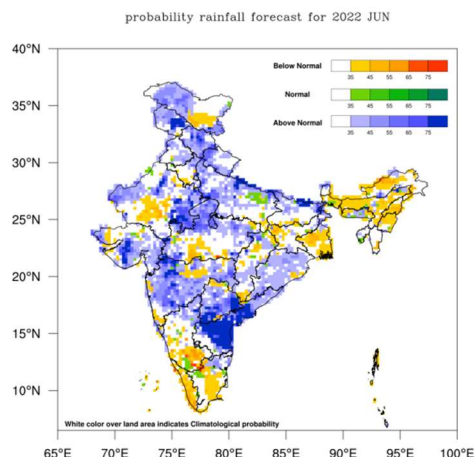 probability rainfall forecast for 2022 JUN
40°N
35°N
30°N
25°N
20°N
15°N
10°N
Below Normal
35 45 55 65 75
Normal
35 45 55 65 75
Above Normal
35 45 55 65 75
White color over land area indicates Climatological probability
65°E 70°E 75°E 80°E 85°E 90°E 95°E 100°E